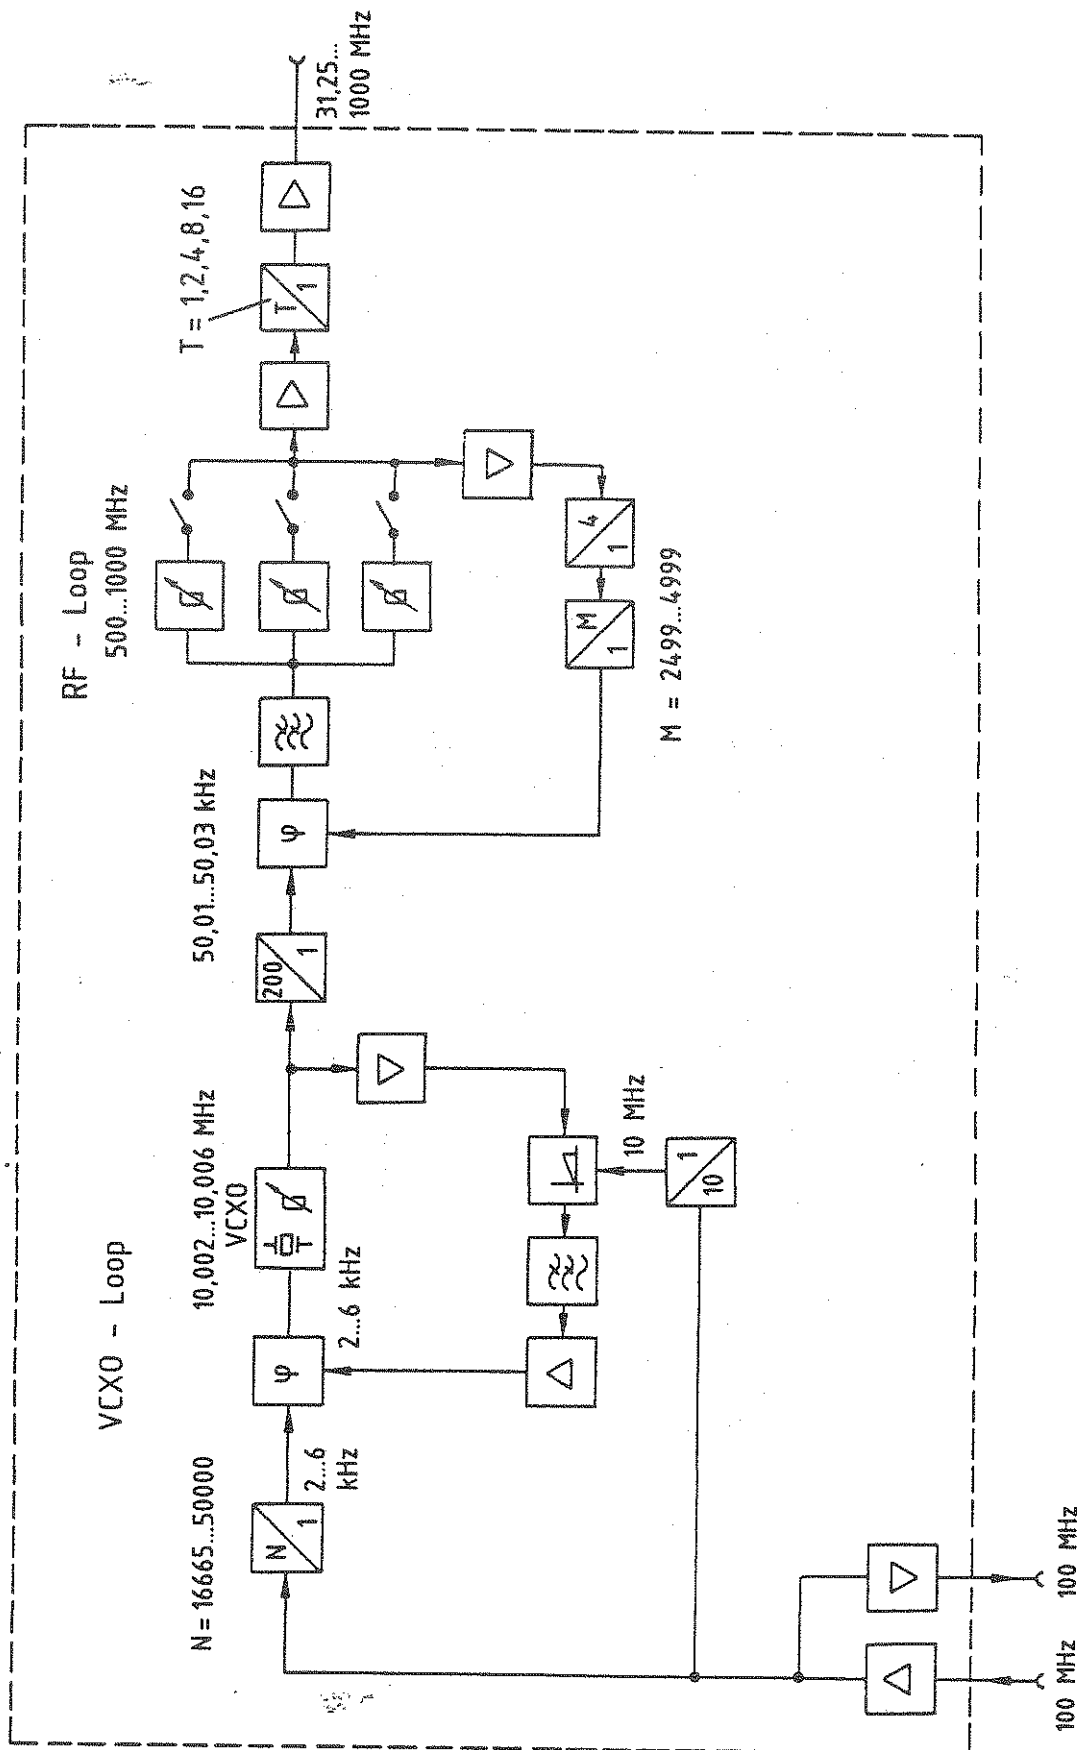 VCXO - Loop
RF - Loop
500...1000 MHz
N = 16665...50000
10,002...10,006 MHz
VCXO
50,01...50,03 kHz
T = 1,2,4,8,16
N
1
2...6
kHz
φ
2...6 kHz
200
1
φ
T
1
31,25...
1000 MHz
4
1
M
1
M = 2499...4999
10 MHz
1
10
100 MHz
100 MHz